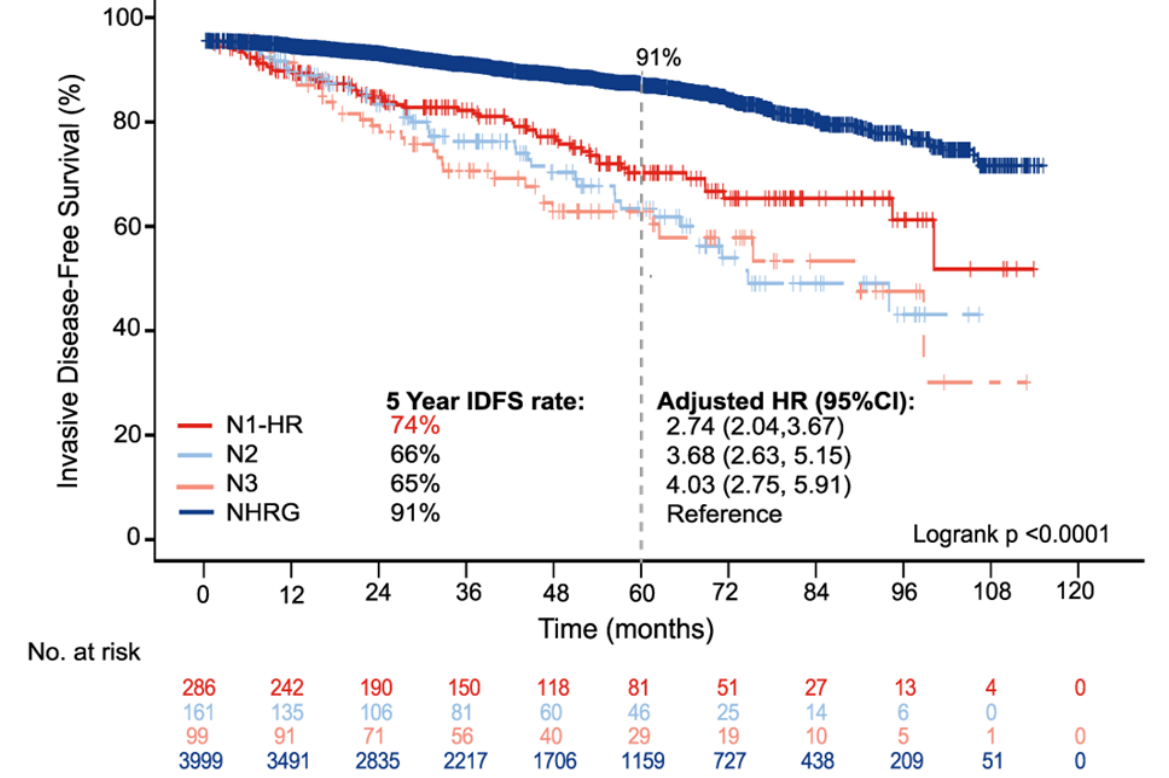 100
91%
80
60
40
20
0
Invasive Disease-Free Survival (%)
5 Year IDFS rate: Adjusted HR (95%CI):
N1-HR 74% 2.74 (2.04,3.67)
N2 66% 3.68 (2.63, 5.15)
N3 65% 4.03 (2.75, 5.91)
NHRG 91% Reference
Logrank p <0.0001
0 12 24 36 48 60 72 84 96 108 120
Time (months)
No. at risk
286 242 190 150 118 81 51 27 13 4 0
161 135 106 81 60 46 25 14 6 0
99 91 71 56 40 29 19 10 5 1 0
3999 3491 2835 2217 1706 1159 727 438 209 51 0